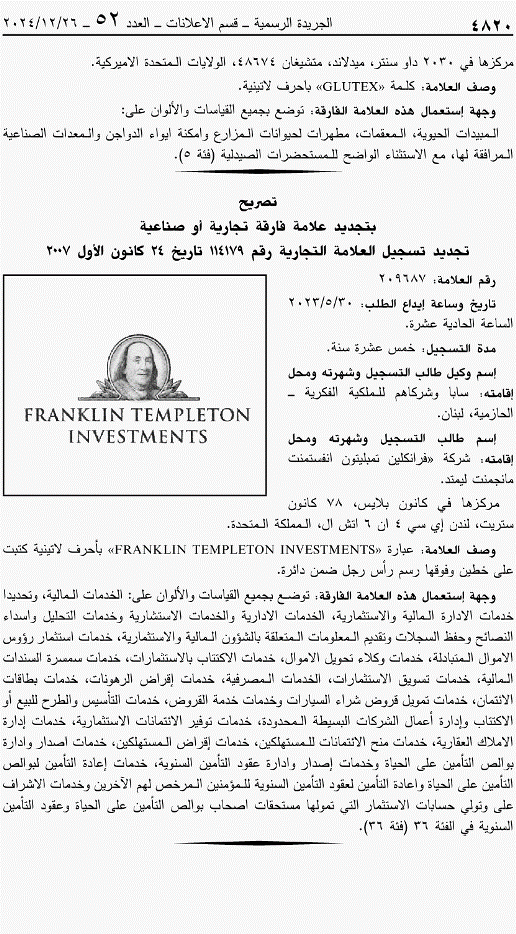 ٤٨٢٠ الجريدة الرسمية – قسم الاعلانات – العدد ٥٢ – ٢٠٢٤/١٢/٢٦
مركزها في ٢٠٣٠ داو سنتر، ميدلاند، متشيغان ٤٨٦٧٤، الولايات المتحدة الاميركية.
وصف العلامة: كلمة «GLUTEX» باحرف لاتينية.
وجهة إستعمال هذه العلامة الفارقة: توضع بجميع القياسات والألوان على:
المبيدات الحيوية، المعقمات، مطهرات لحيوانات المزارع وامكنة ايواء الدواجن والمعدات الصناعية
المرافقة لها، مع الاستثناء الواضح للمستحضرات الصيدلية (فئة ٥).
تصريح
بتجديد علامة فارقة تجارية أو صناعية
تجديد تسجيل العلامة التجارية رقم ١١٤١٧٩ تاريخ ٢٤ كانون الأول ٢٠٠٧
رقم العلامة: ٢٠٩٦٨٧
تاريخ وساعة إيداع الطلب: ٢٠٢٣/٥/٣٠
الساعة الحادية عشرة.
مدة التسجيل: خمس عشرة سنة.
إسم وكيل طالب التسجيل وشهرته ومحل
إقامته: سابا وشركاهم للملكية الفكرية –
الحازمية، لبنان.
إسم طالب التسجيل وشهرته ومحل
إقامته: شركة «فرانكلين تمبليتون انفستمنت
مانجمنت ليمتد.
مركزها في كانون بلايس، ٧٨ كانون
ستريت، لندن إي سي ٤ ان ٦ اتش ال، المملكة المتحدة.
FRANKLIN TEMPLETON
INVESTMENTS
وصف العلامة: عبارة «FRANKLIN TEMPLETON INVESTMENTS» بأحرف لاتينية كتبت
على خطين وفوقها رسم رأس رجل ضمن دائرة.
وجهة إستعمال هذه العلامة الفارقة: توضع بجميع القياسات والألوان على: الخدمات المالية، وتحديدا
خدمات الادارة المالية والاستثمارية، الخدمات الادارية والخدمات الاستشارية وخدمات التحليل واسداء
النصائح وحفظ السجلات وتقديم المعلومات المتعلقة بالشؤون المالية والاستثمارية، خدمات استثمار رؤوس
الاموال المتبادلة، خدمات وكلاء تحويل الاموال، خدمات الاكتتاب بالاستثمارات، خدمات سمسرة السندات
المالية، خدمات تسويق الاستثمارات، الخدمات المصرفية، خدمات إقراض الرهونات، خدمات بطاقات
الائتمان، خدمات تمويل قروض شراء السيارات وخدمات خدمة القروض، خدمات التأسيس والطرح للبيع أو
الاكتتاب وإدارة أعمال الشركات البسيطة المحدودة، خدمات توفير الائتمانات الاستثمارية، خدمات إدارة
الاملاك العقارية، خدمات منح الائتمانات للمستهلكين، خدمات إقراض المستهلكين، خدمات اصدار وادارة
بوالص التأمين على الحياة وخدمات إصدار وادارة عقود التأمين السنوية، خدمات إعادة التأمين لبوالص
التأمين على الحياة واعادة التأمين لعقود التأمين السنوية للمؤمنين المرخص لهم الآخرين وخدمات الاشراف
على وتولي حسابات الاستثمار التي تمولها مستحقات اصحاب بوالص التأمين على الحياة وعقود التأمين
السنوية في الفئة ٣٦ (فئة ٣٦).